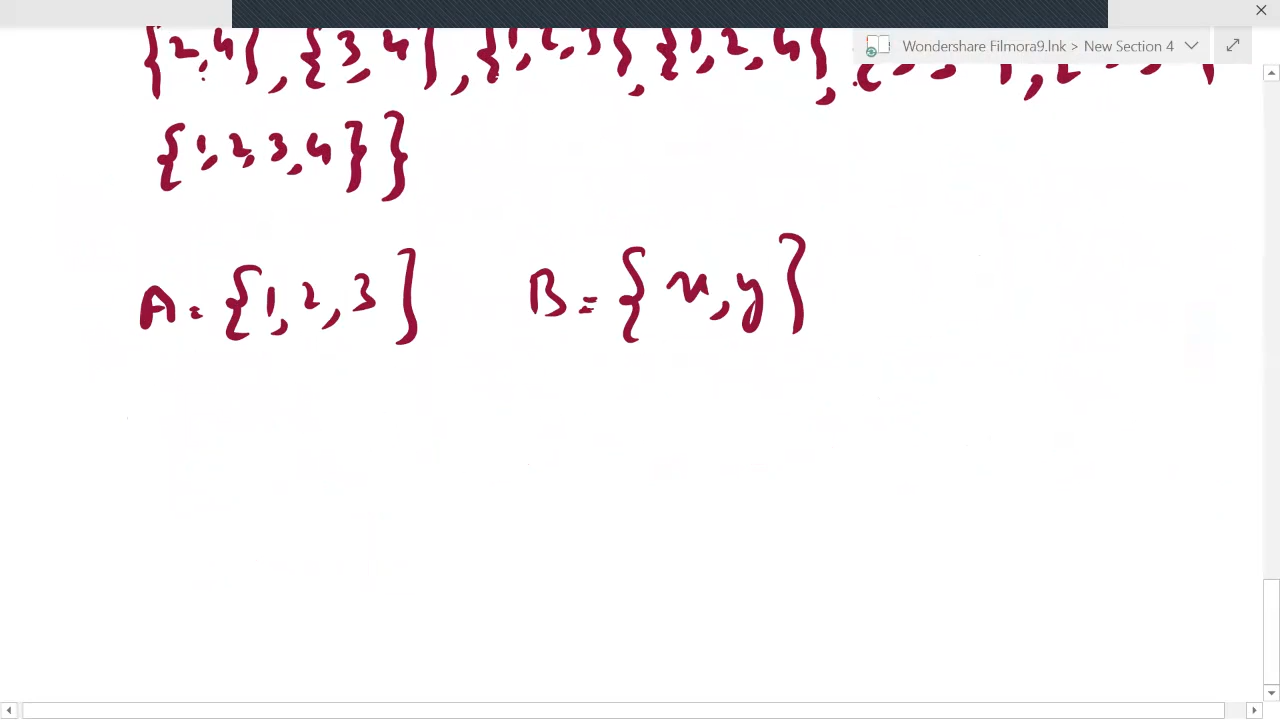 Wondershare Filmora9.lnk > New Section 4
{2,4}, {3,4}, {1,2,3}, {1,2,4},
{1,2,3,4}}
A = {1,2,3} B = {x,y}